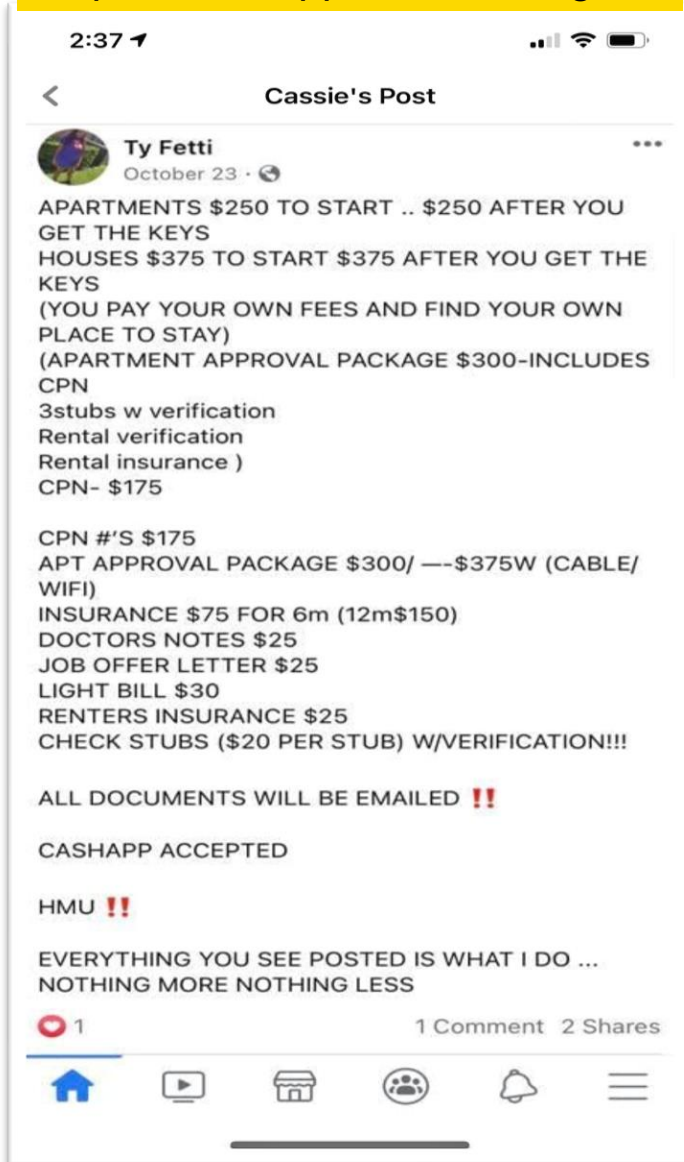 2:37
Cassie's Post
Ty Fetti
October 23 ·
APARTMENTS $250 TO START .. $250 AFTER YOU
GET THE KEYS
HOUSES $375 TO START $375 AFTER YOU GET THE
KEYS
(YOU PAY YOUR OWN FEES AND FIND YOUR OWN
PLACE TO STAY)
(APARTMENT APPROVAL PACKAGE $300-INCLUDES
CPN
3stubs w verification
Rental verification
Rental insurance )
CPN- $175
CPN #'S $175
APT APPROVAL PACKAGE $300/ —-$375W (CABLE/
WIFI)
INSURANCE $75 FOR 6m (12m$150)
DOCTORS NOTES $25
JOB OFFER LETTER $25
LIGHT BILL $30
RENTERS INSURANCE $25
CHECK STUBS ($20 PER STUB) W/VERIFICATION!!!
ALL DOCUMENTS WILL BE EMAILED ‼️
CASHAPP ACCEPTED
HMU ‼️
EVERYTHING YOU SEE POSTED IS WHAT I DO ...
NOTHING MORE NOTHING LESS
1
1 Comment 2 Shares